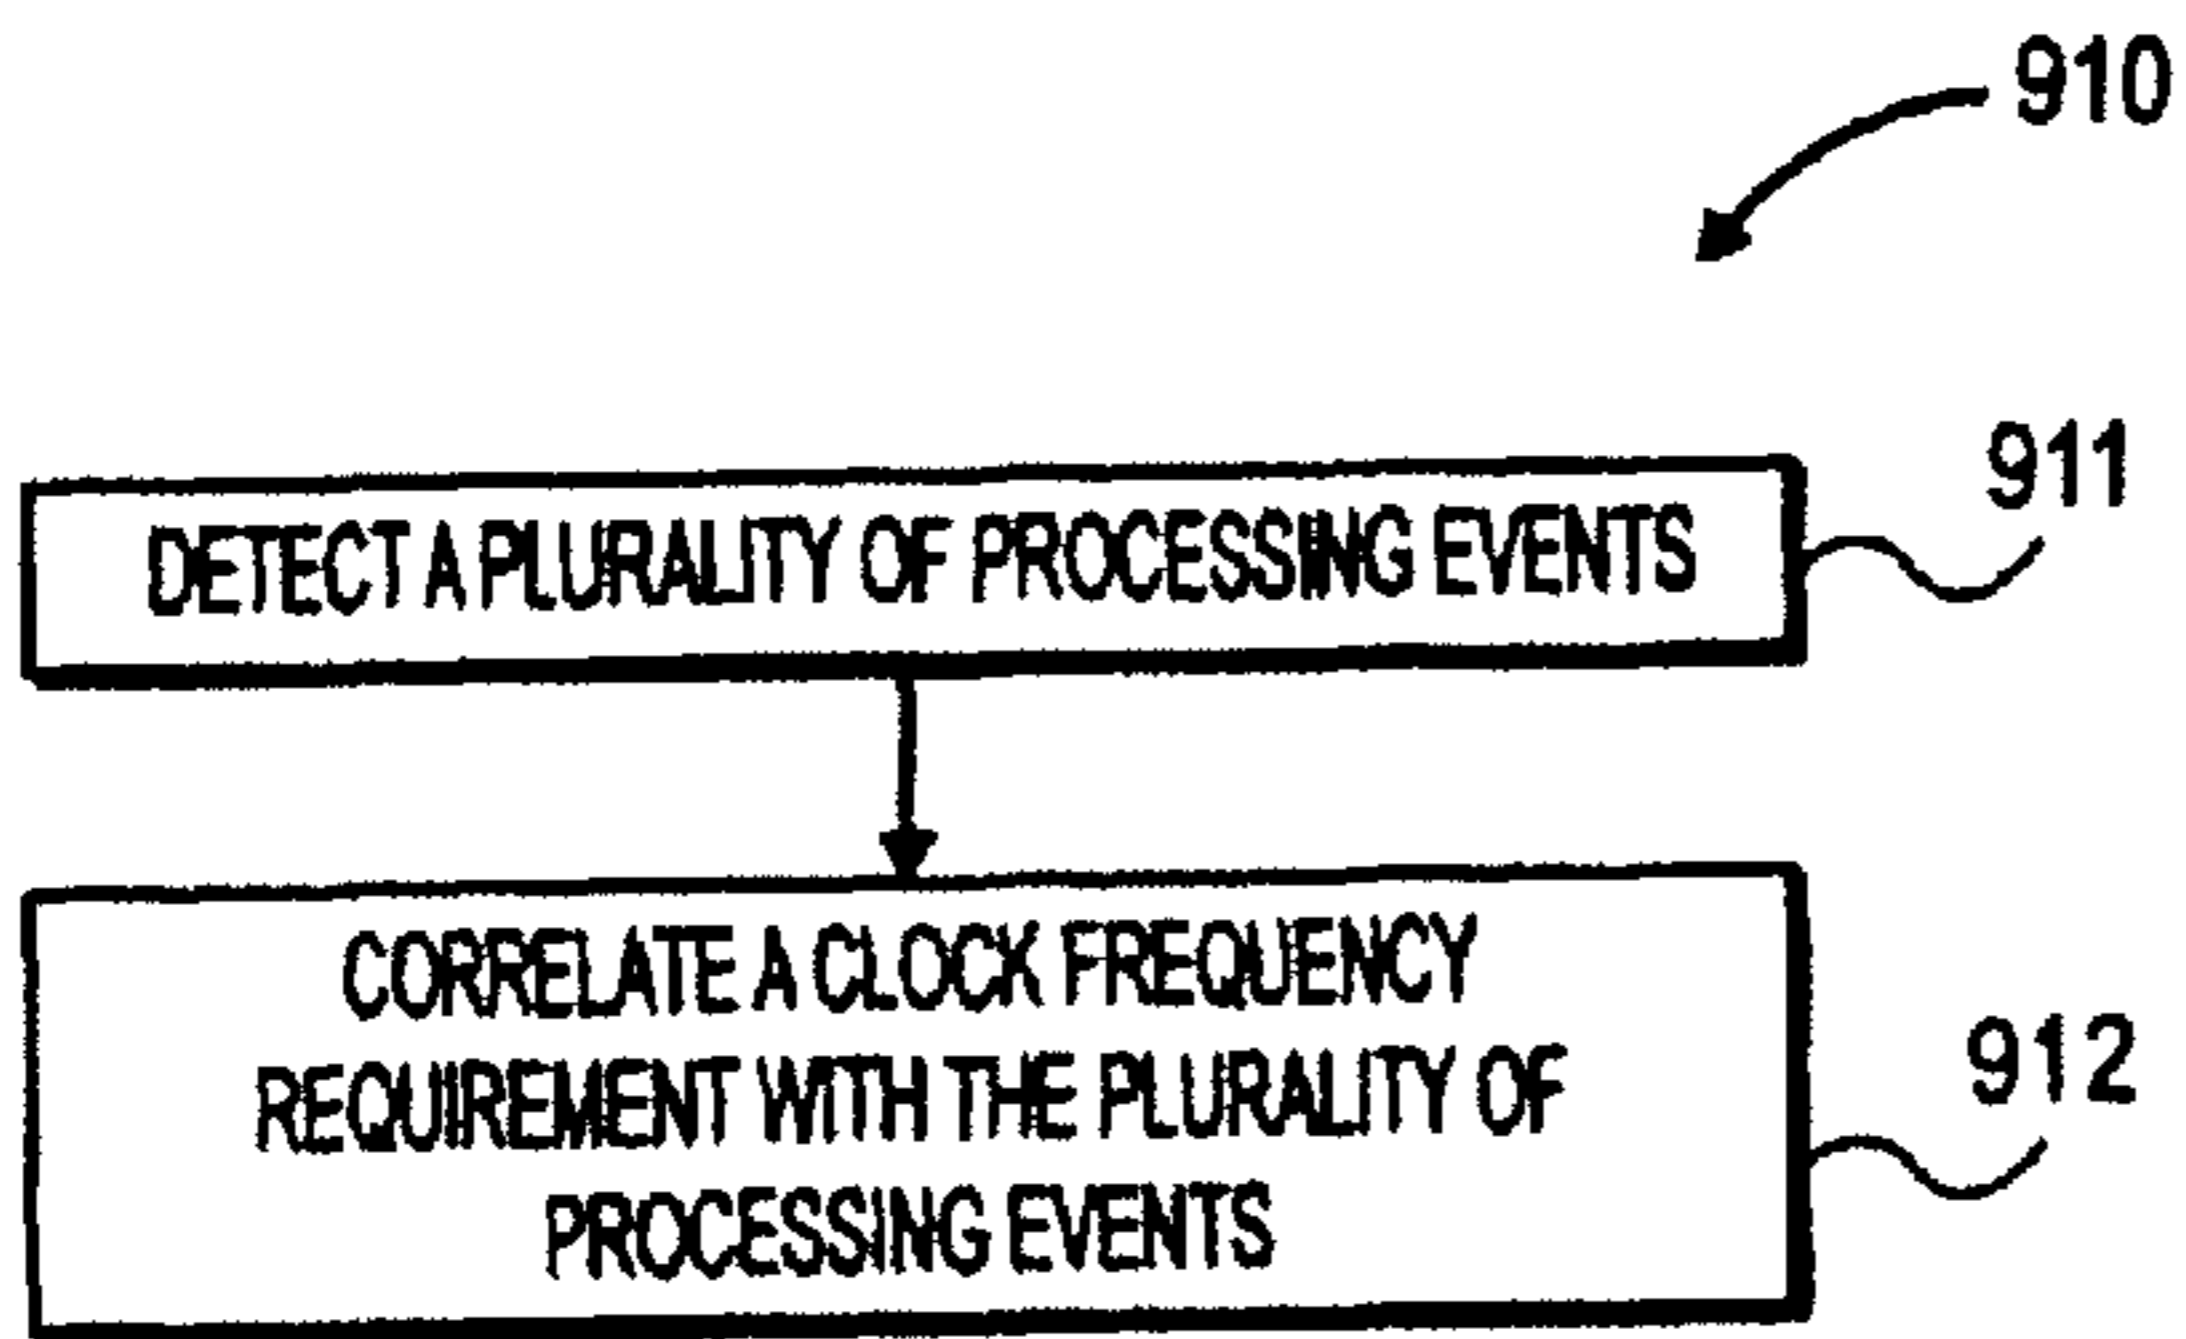 910
911
DETECT A PLURALITY OF PROCESSING EVENTS
CORRELATE A CLOCK FREQUENCY
REQUIREMENT WITH THE PLURALITY OF
PROCESSING EVENTS
912